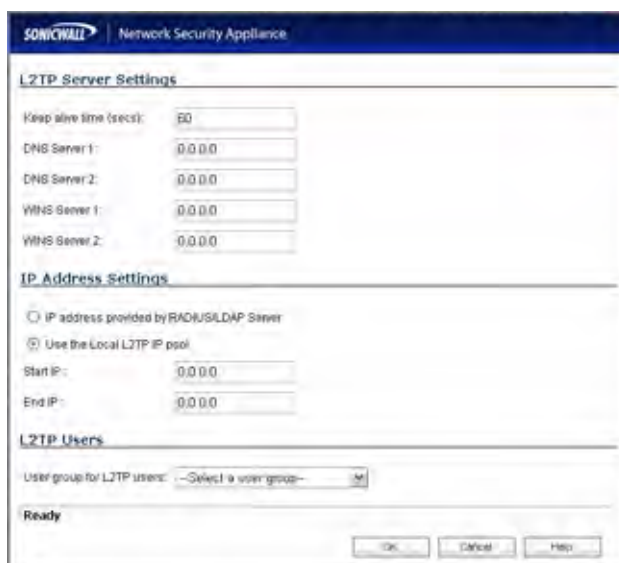 SONICWALL Network Security Appliance
L2TP Server Settings
Keep alive time (secs): 60
DNS Server 1: 0.0.0.0
DNS Server 2: 0.0.0.0
WINS Server 1: 0.0.0.0
WINS Server 2: 0.0.0.0
IP Address Settings
IP address provided by RADIUS/LDAP Server
Use the Local L2TP IP pool
Start IP: 0.0.0.0
End IP: 0.0.0.0
L2TP Users
User group for L2TP users: --Select a user group--
Ready
OK Cancel Help